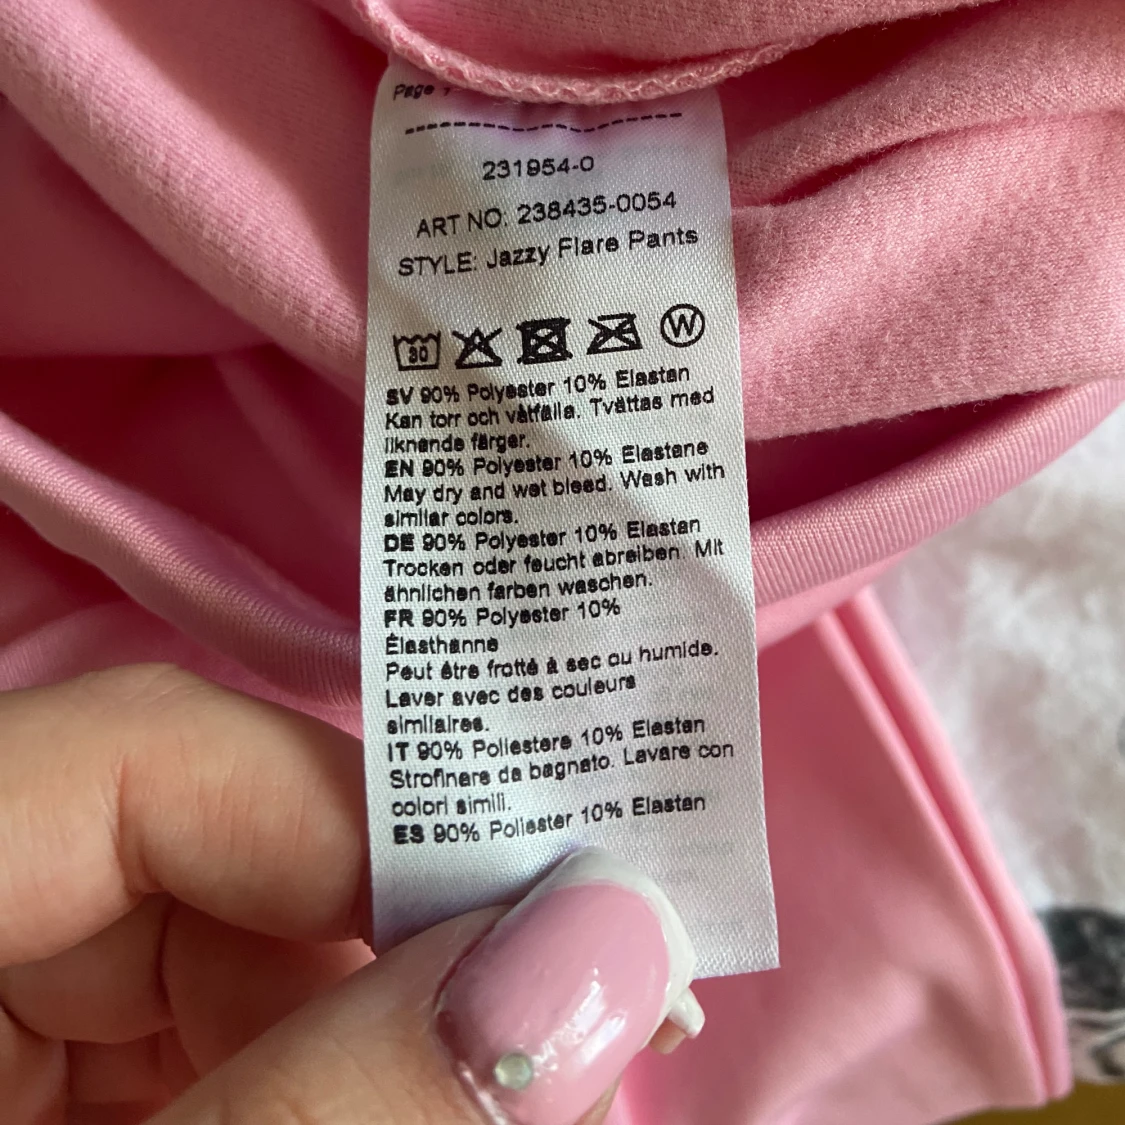 Page
231954-0
ART NO: 238435-0054
STYLE: Jazzy Flare Pants
30
W
SV 90% Polyester 10% Elastan
Kan torr och våtfälla. Tvättas med
liknande färger.
EN 90% Polyester 10% Elastane
May dry and wet bleed. Wash with
similar colors.
DE 90% Polyester 10% Elastan
Trocken oder feucht abreiben. Mit
ähnlichen farben waschen.
FR 90% Polyester 10%
Élasthanne
Peut être frotté à sec ou humide.
Laver avec des couleurs
similaires.
IT 90% Poliestere 10% Elastan
Strofinare da bagnato. Lavare con
colori simili.
ES 90% Poliester 10% Elastan